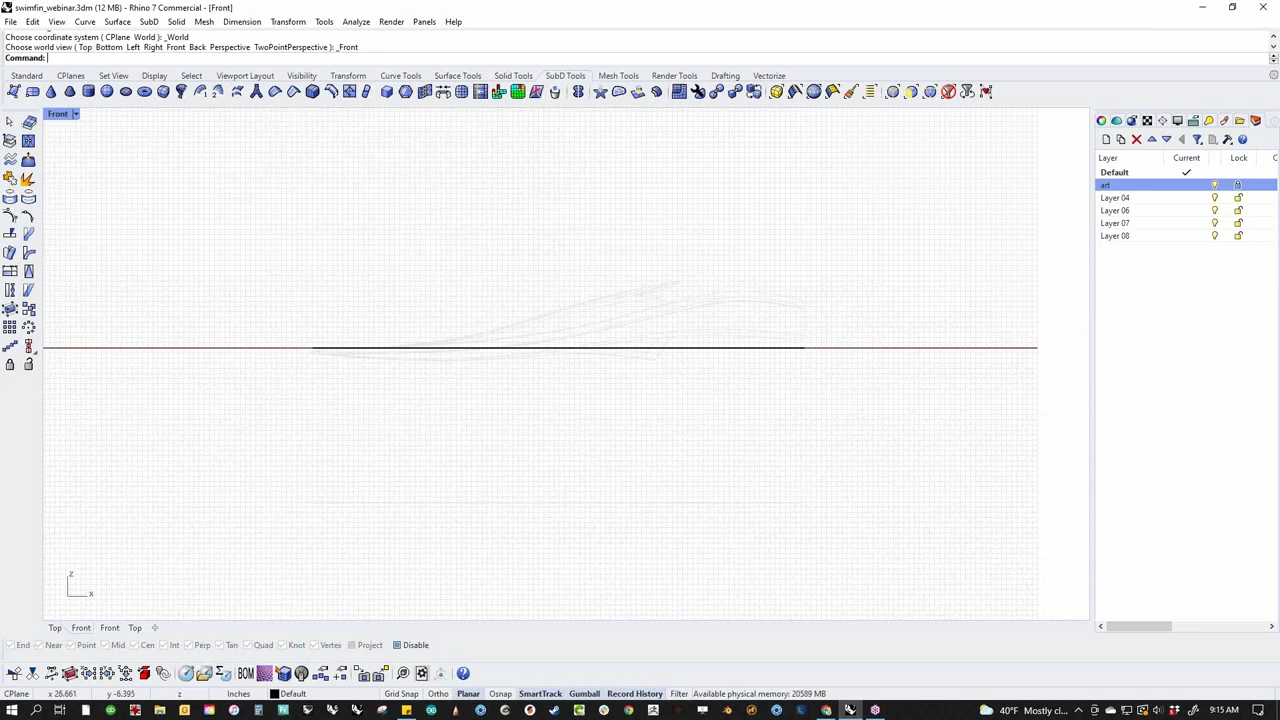 swimfin_webinar.3dm (12 MB) - Rhino 7 Commercial - [Front]
File Edit View Curve Surface SubD Solid Mesh Dimension Transform Tools Analyze Render Panels Help
Choose coordinate system ( CPlane World ): _World
Choose world view ( Top Bottom Left Right Front Back Perspective TwoPointPerspective ): _Front
Command:
Standard CPlanes Set View Display Select Viewport Layout Visibility Transform Curve Tools Surface Tools Solid Tools SubD Tools Mesh Tools Render Tools Drafting Vectorize
Front
Layer Current Lock C
Default
art
Layer 04
Layer 06
Layer 07
Layer 08
z
x
Top Front Front Top
End Near Point Mid Cen Int Perp Tan Quad Knot Vertex Project Disable
BOM
CPlane x 26.661 y -6.395 z Inches Default Grid Snap Ortho Planar Osnap SmartTrack Gumball Record History Filter Available physical memory: 20589 MB
40°F Mostly cl 9:15 AM